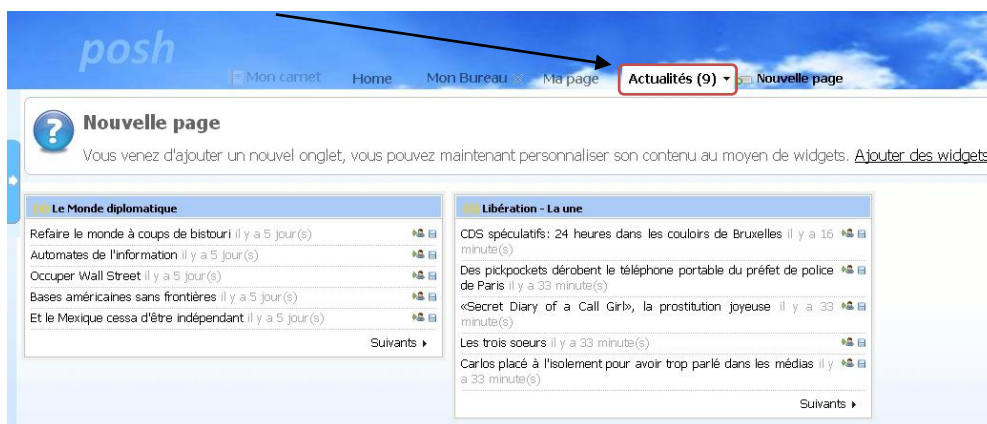 posh
Mon carnet Home Mon Bureau Ma page Actualités (9) Nouvelle page
Nouvelle page
Vous venez d'ajouter un nouvel onglet, vous pouvez maintenant personnaliser son contenu au moyen de widgets. Ajouter des widgets
Le Monde diplomatique
Refaire le monde à coups de bistouri il y a 5 jour(s)
Automates de l'information il y a 5 jour(s)
Occuper Wall Street il y a 5 jour(s)
Bases américaines sans frontières il y a 5 jour(s)
Et le Mexique cessa d'être indépendant il y a 5 jour(s)
Suivants
Libération - La une
CDS spéculatifs: 24 heures dans les couloirs de Bruxelles il y a 16
minute(s)
Des pickpockets dérobent le téléphone portable du préfet de police
de Paris il y a 33 minute(s)
«Secret Diary of a Call Girl», la prostitution joyeuse il y a 33
minute(s)
Les trois soeurs il y a 33 minute(s)
Carlos placé à l'isolement pour avoir trop parlé dans les médias il y
a 33 minute(s)
Suivants